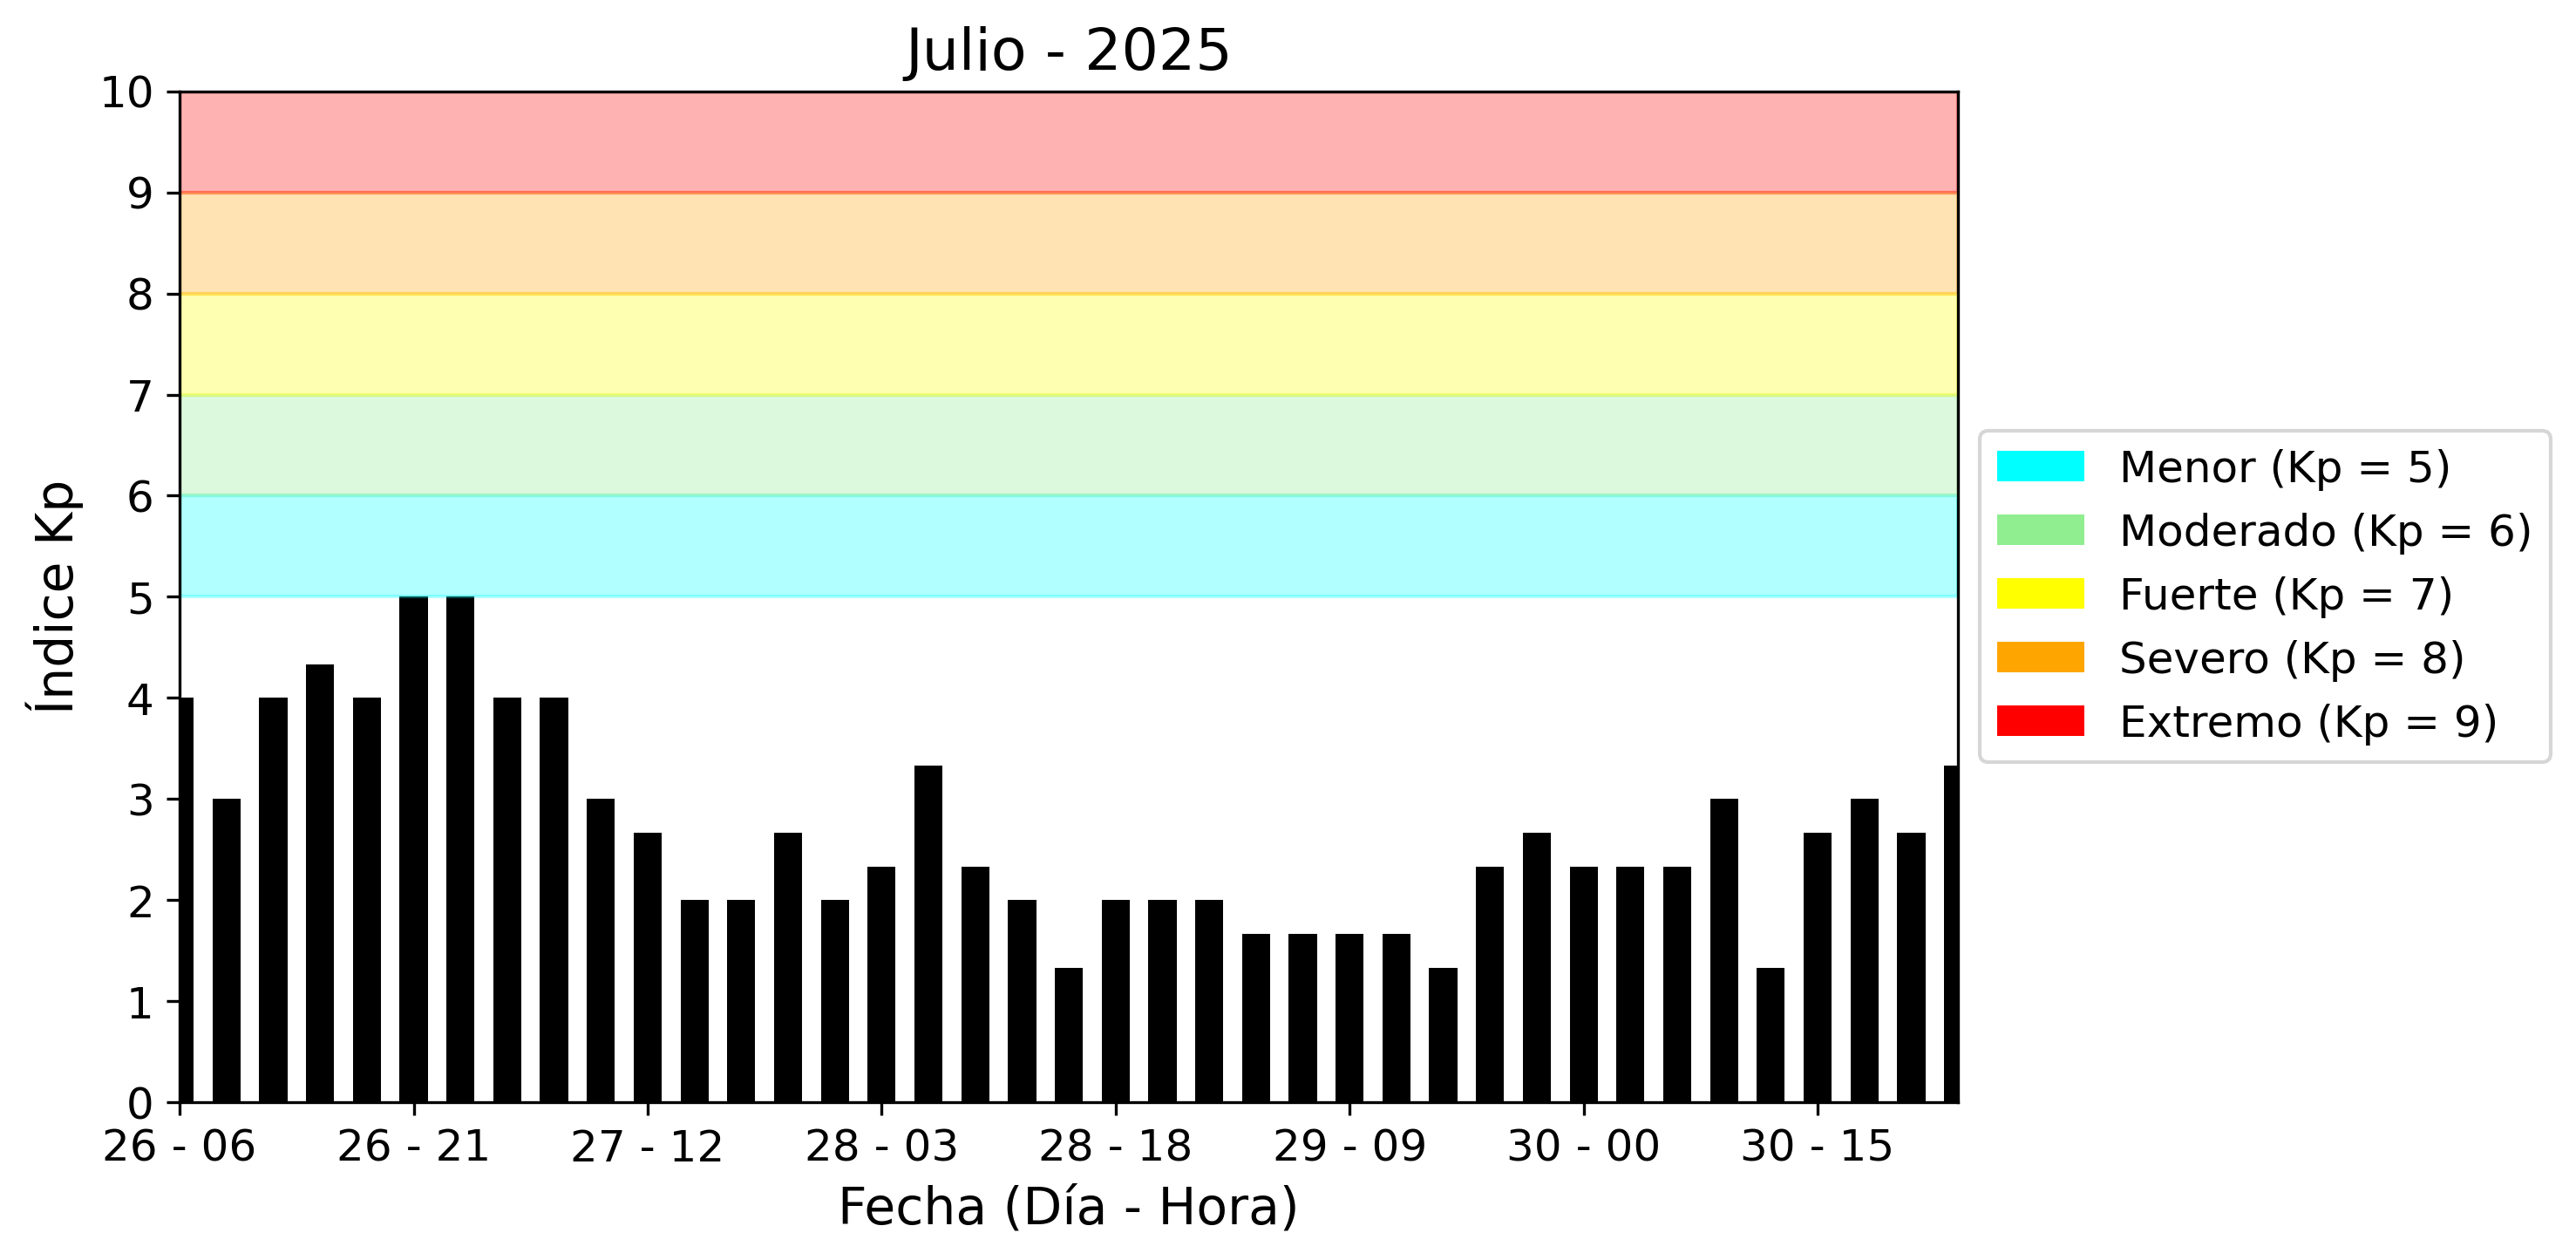 Julio - 2025
10
9
8
7
6
5
4
3
2
1
0
Índice Kp
26 - 06
26 - 21
27 - 12
28 - 03
28 - 18
29 - 09
30 - 00
30 - 15
Fecha (Día - Hora)
Menor (Kp = 5)
Moderado (Kp = 6)
Fuerte (Kp = 7)
Severo (Kp = 8)
Extremo (Kp = 9)